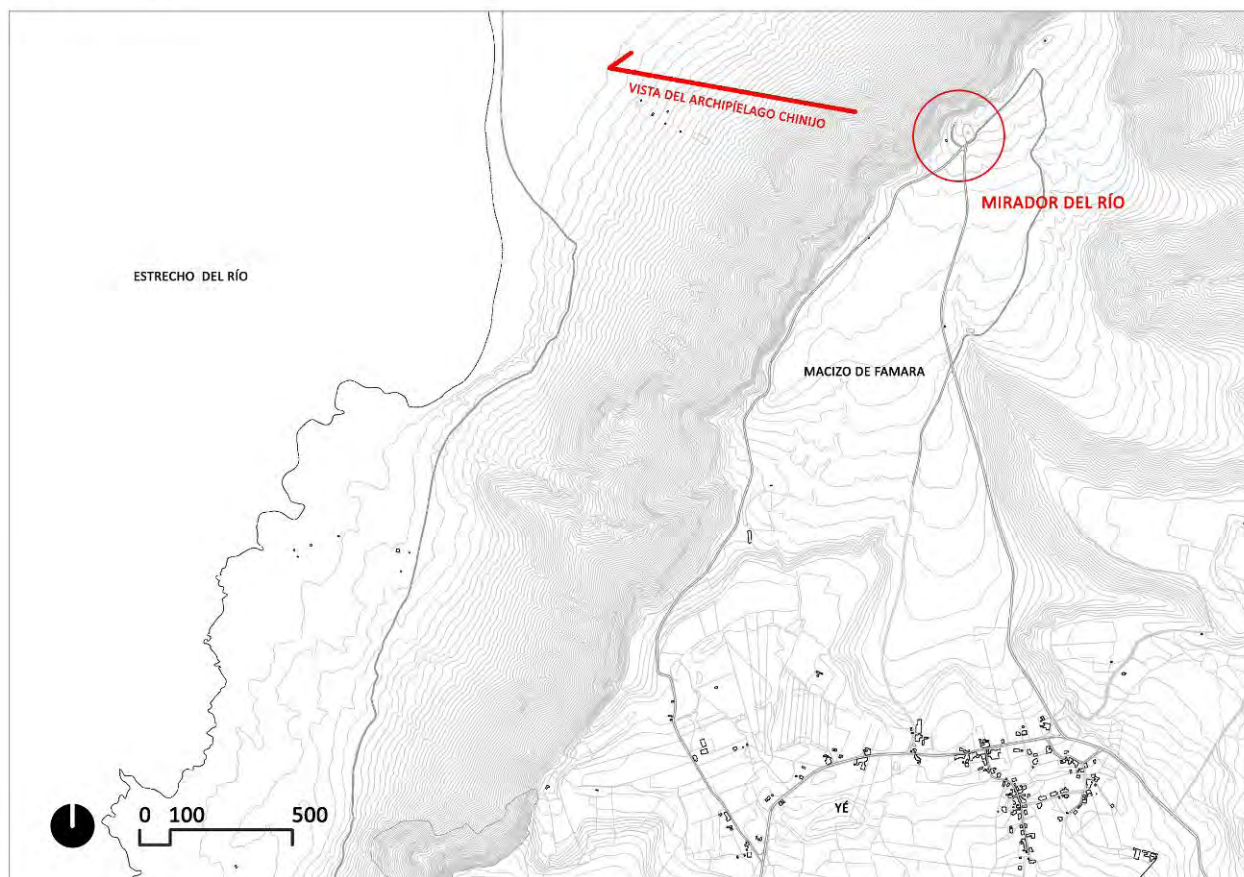 VISTA DEL ARCHIPÍELAGO CHINIJO
MIRADOR DEL RÍO
ESTRECHO DEL RÍO
MACIZO DE FAMARA
YÉ
0 100 500